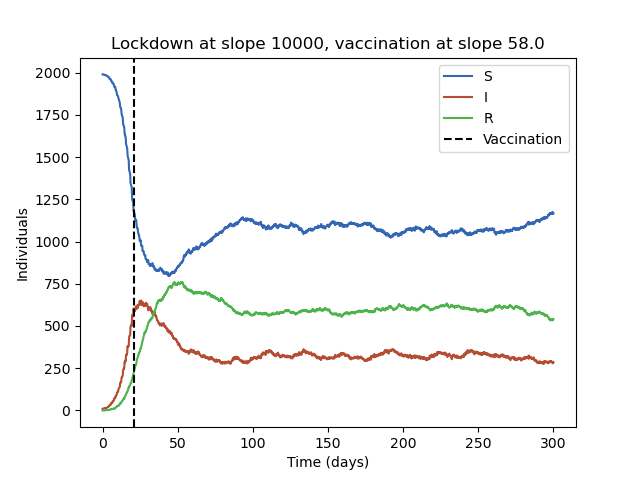 Lockdown at slope 10000, vaccination at slope 58.0
2000
1750
1500
1250
1000
750
500
250
0
Individuals
S
I
R
Vaccination
0 50 100 150 200 250 300
Time (days)